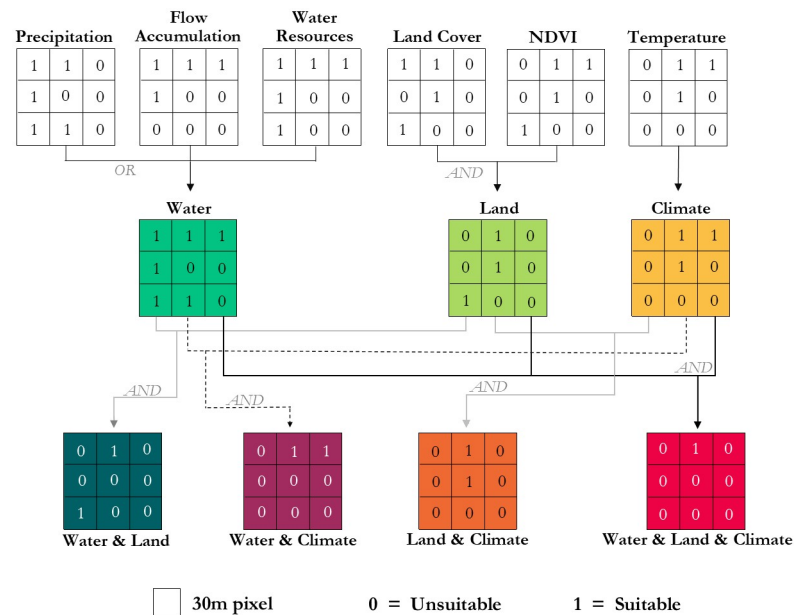 Precipitation Flow Accumulation Water Resources Land Cover NDVI Temperature
1 1 0 1 1 1 1 1 1 1 1 0 0 1 1 0 1 1
1 0 0 1 0 0 1 0 0 0 1 0 0 1 0 0 1 0
1 1 0 0 0 0 1 0 0 1 0 0 1 0 0 0 0 0
OR AND
Water Land Climate
1 1 1 0 1 0 0 1 1
1 0 0 0 1 0 0 1 0
1 1 0 1 0 0 0 0 0
AND AND AND AND
0 1 0 0 1 1 0 1 0 0 1 0
0 0 0 0 0 0 0 1 0 0 0 0
1 0 0 0 0 0 0 0 0 0 0 0
Water & Land Water & Climate Land & Climate Water & Land & Climate
30m pixel 0 = Unsuitable 1 = Suitable